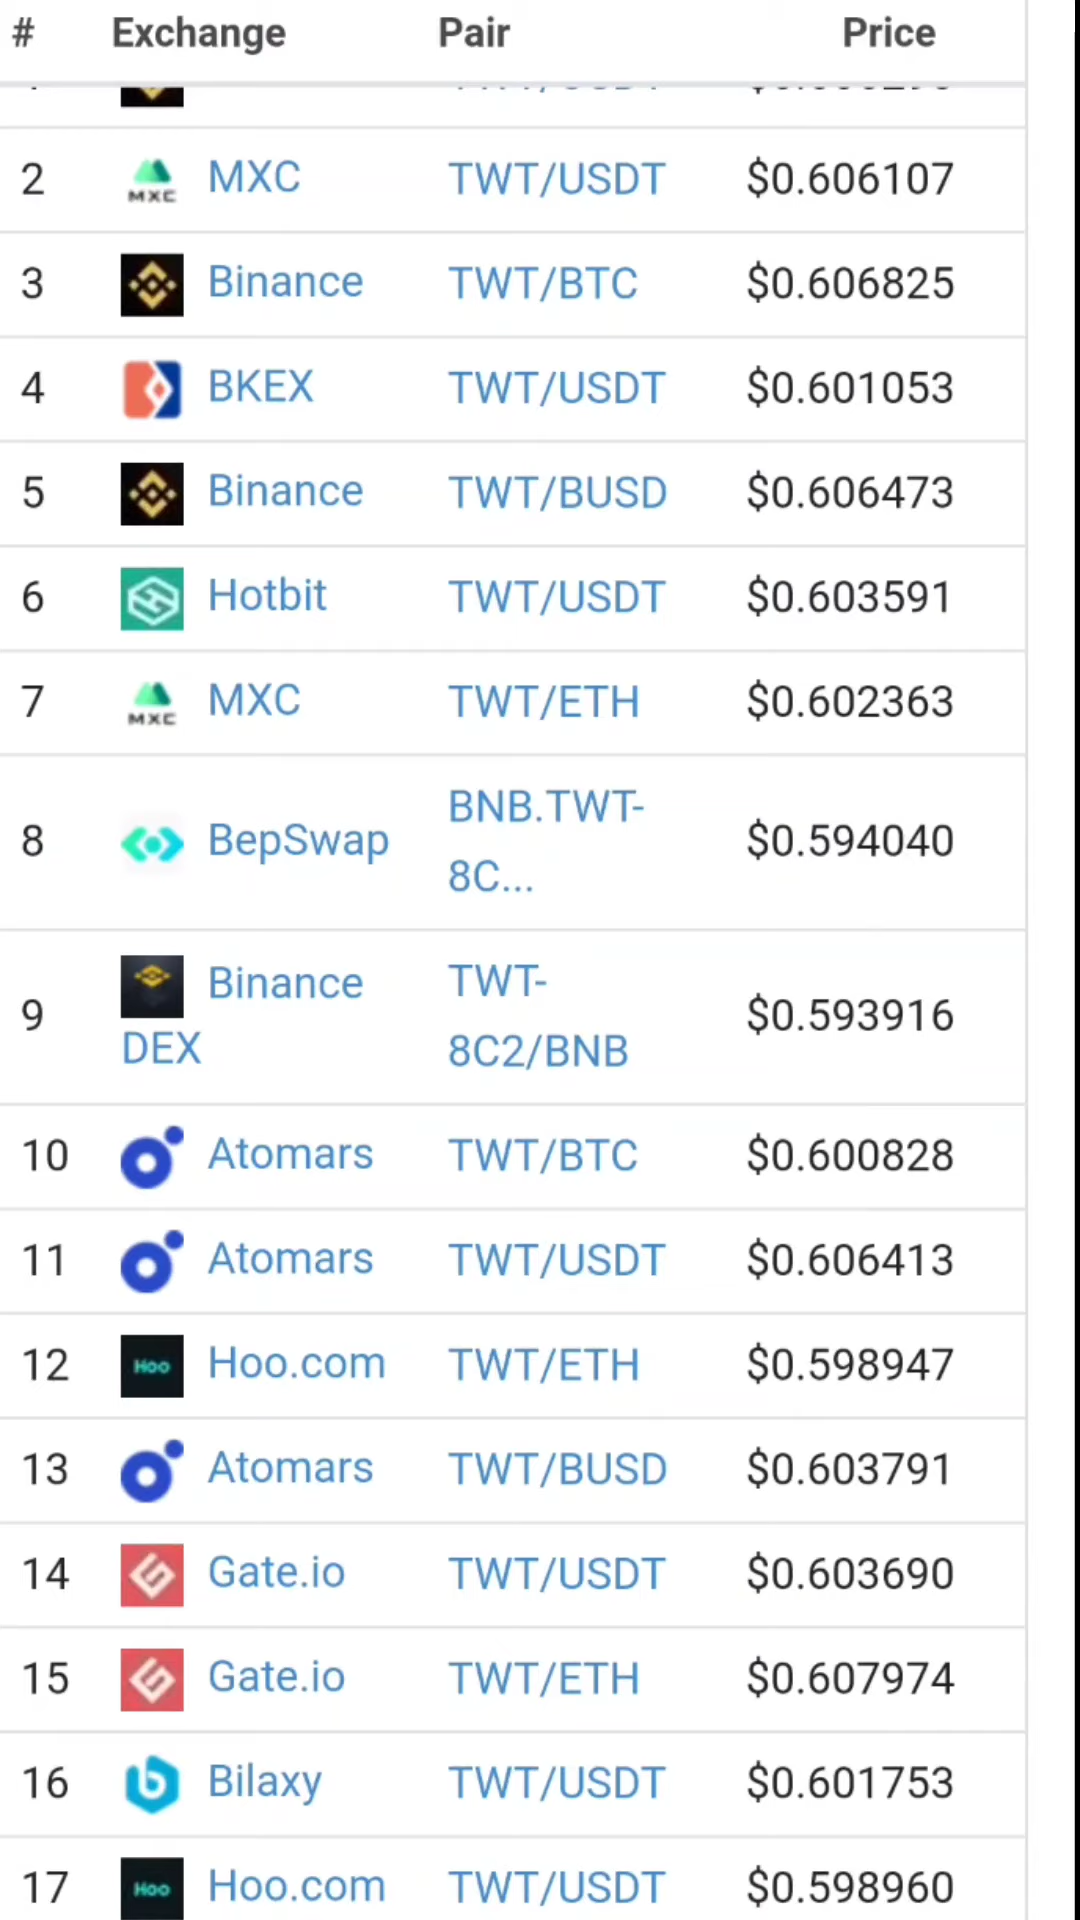 # Exchange Pair Price
2 MXC MXC TWT/USDT $0.606107
3 Binance TWT/BTC $0.606825
4 BKEX TWT/USDT $0.601053
5 Binance TWT/BUSD $0.606473
6 Hotbit TWT/USDT $0.603591
7 MXC MXC TWT/ETH $0.602363
8 BepSwap BNB.TWT-
8C... $0.594040
9 Binance
DEX TWT-
8C2/BNB $0.593916
10 Atomars TWT/BTC $0.600828
11 Atomars TWT/USDT $0.606413
12 Hoo Hoo.com TWT/ETH $0.598947
13 Atomars TWT/BUSD $0.603791
14 Gate.io TWT/USDT $0.603690
15 Gate.io TWT/ETH $0.607974
16 Bilaxy TWT/USDT $0.601753
17 Hoo Hoo.com TWT/USDT $0.598960